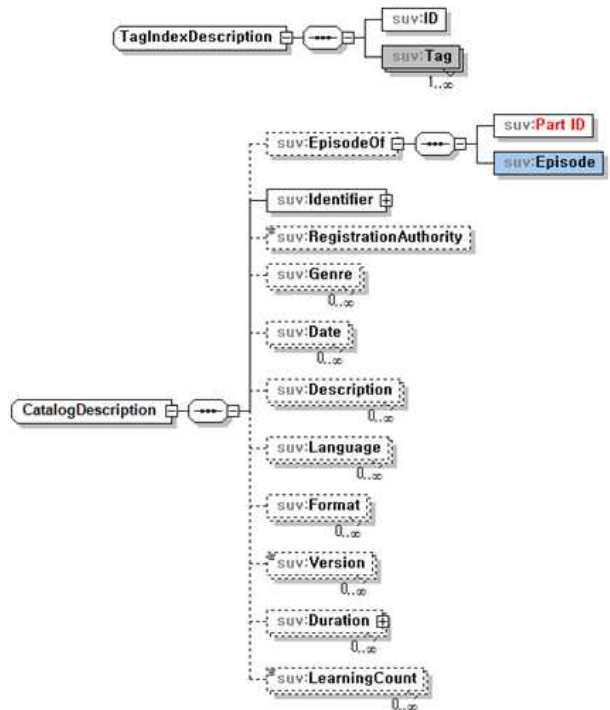 TagIndexDescription
suv:ID
suv:Tag
1..∞
suv:EpisodeOf
suv:Part ID
suv:Episode
suv:Identifier
suv:RegistrationAuthority
suv:Genre
0..∞
suv:Date
0..∞
CatalogDescription
suv:Description
0..∞
suv:Language
0..∞
suv:Format
0..∞
suv:Version
0..∞
suv:Duration
0..∞
suv:LearningCount
0..∞